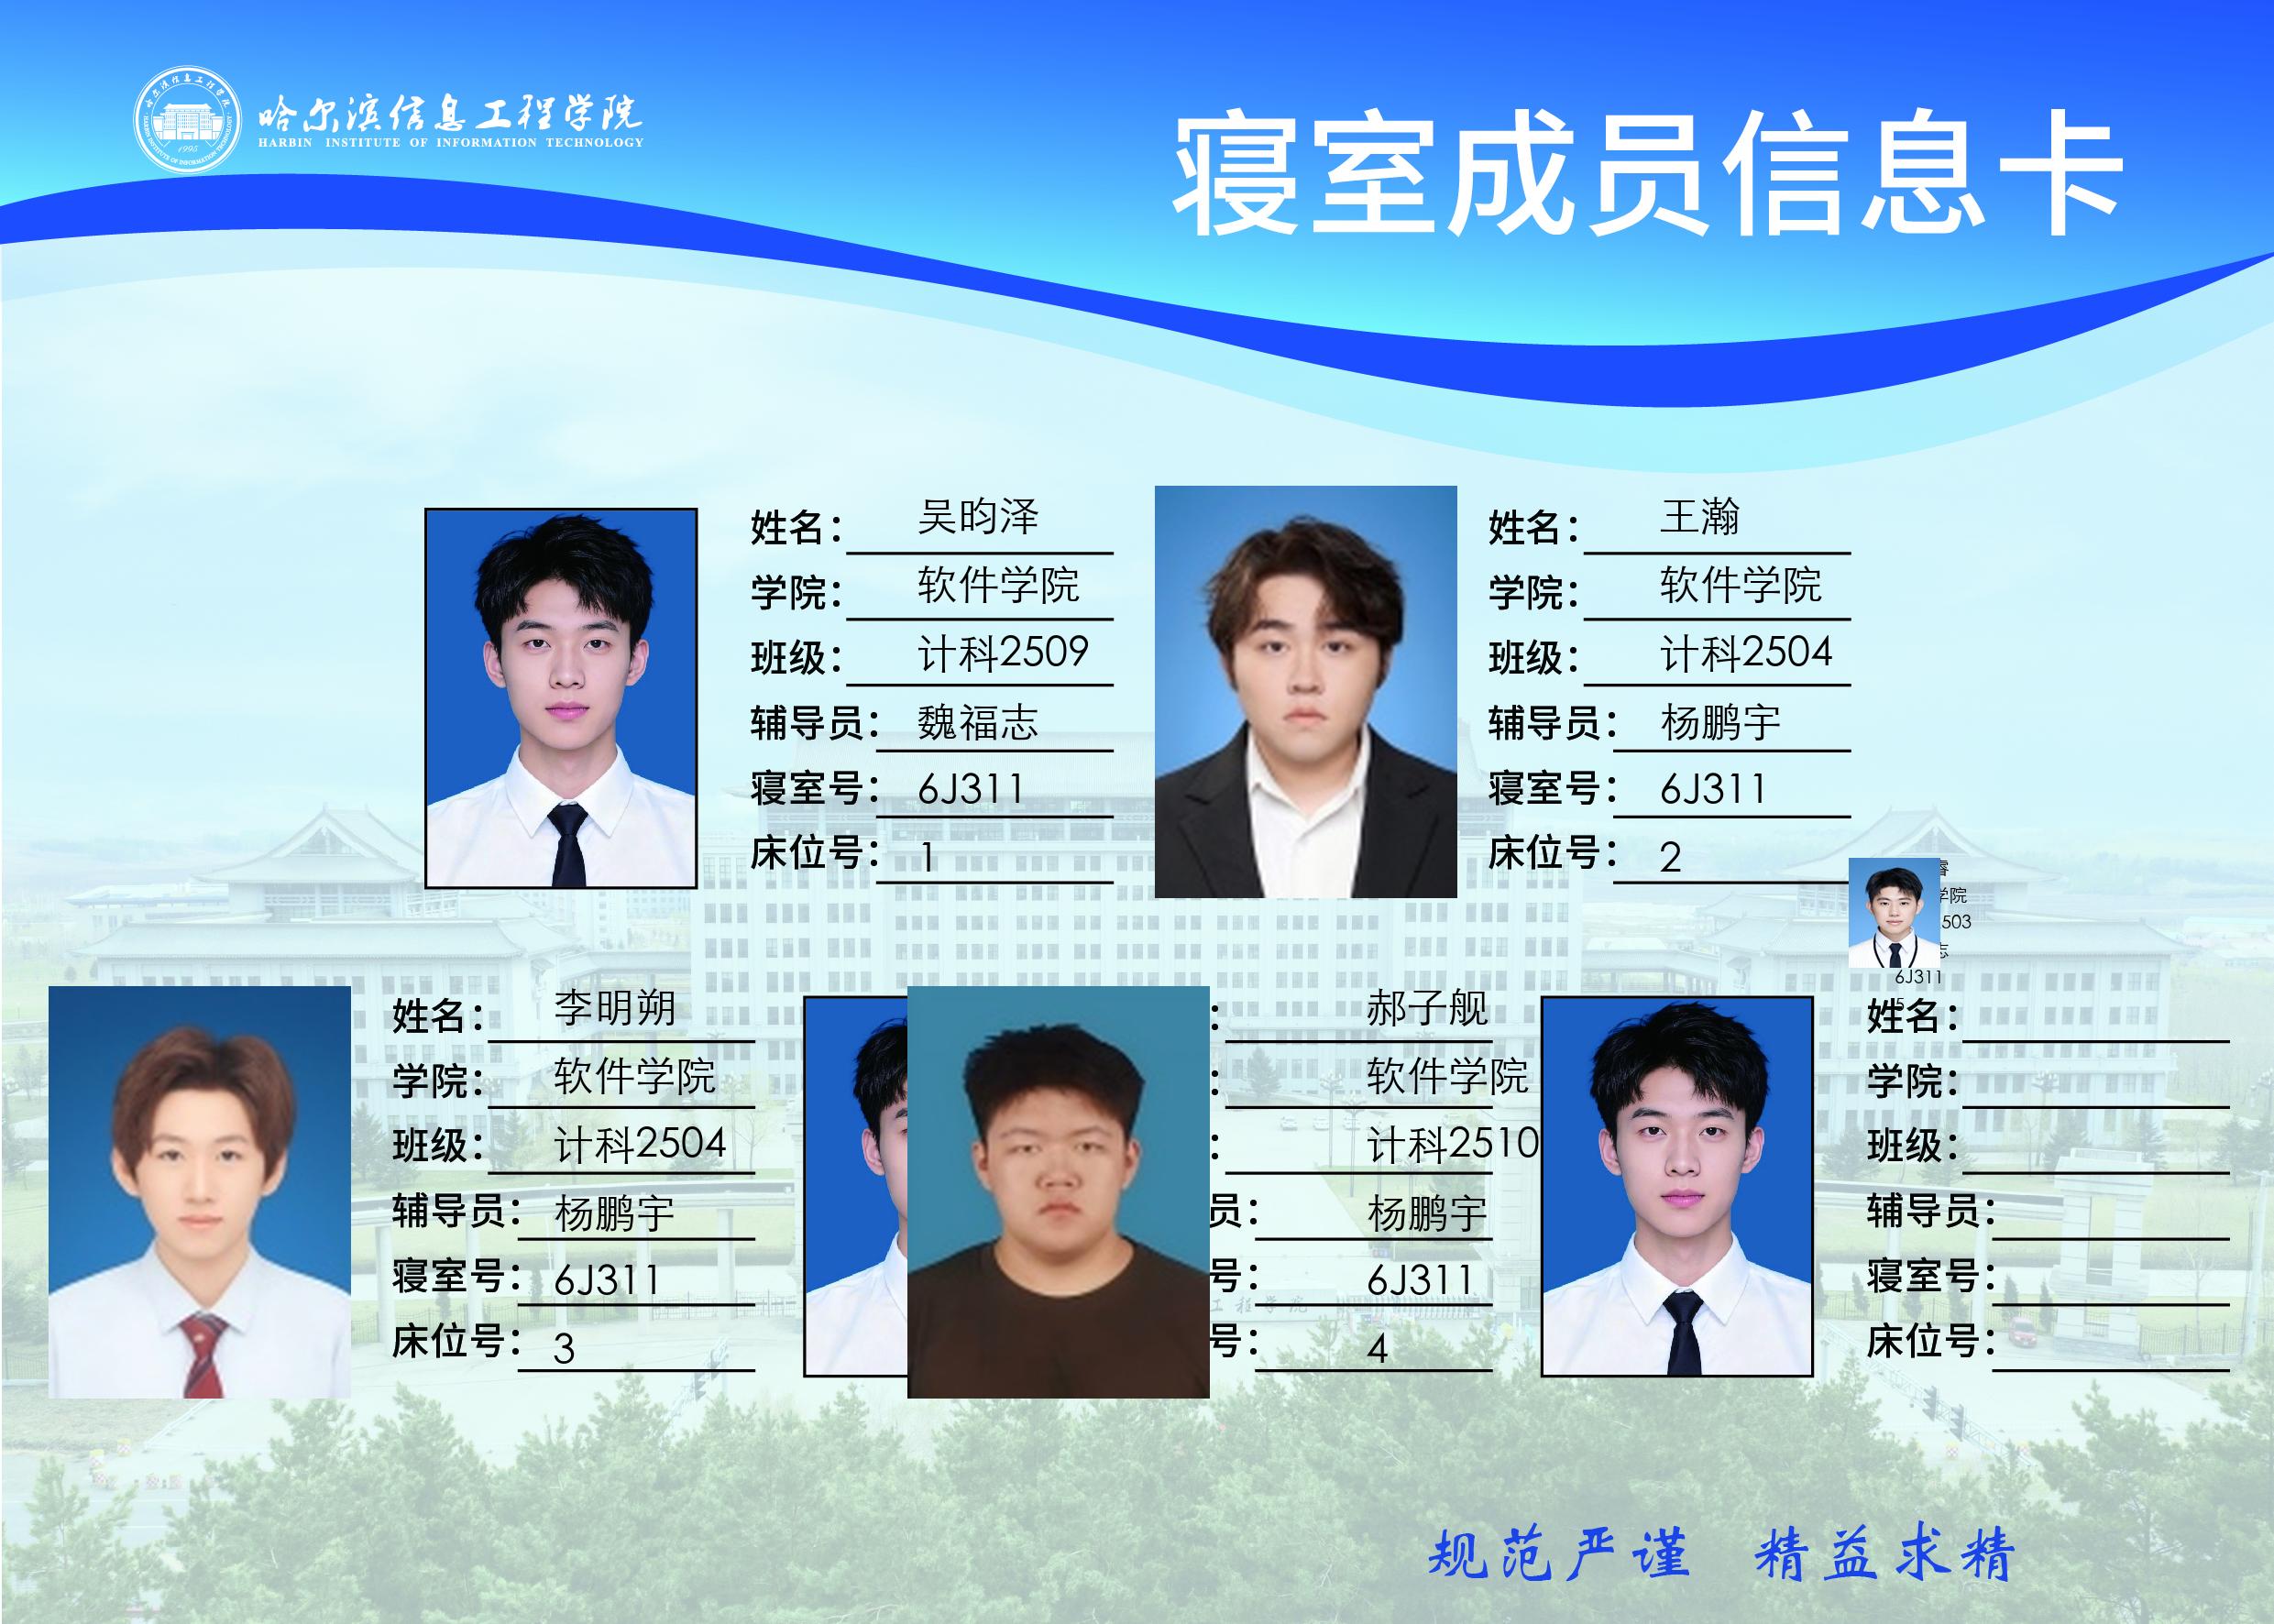 哈尔滨信息工程学院
HARBIN INSTITUTE OF INFORMATION TECHNOLOGY
1995
寝室成员信息卡
姓名： 吴昀泽
学院： 软件学院
班级： 计科2509
辅导员： 魏福志
寝室号： 6J311
床位号： 1
姓名： 王瀚
学院： 软件学院
班级： 计科2504
辅导员： 杨鹏宇
寝室号： 6J311
床位号： 2
睿
学院
503
志
6J311
5
姓名： 李明朔
学院： 软件学院
班级： 计科2504
辅导员： 杨鹏宇
寝室号： 6J311
床位号： 3
： 郝子舰
： 软件学院
： 计科2510
员： 杨鹏宇
号： 6J311
号： 4
姓名：
学院：
班级：
辅导员：
寝室号：
床位号：
规范严谨 精益求精